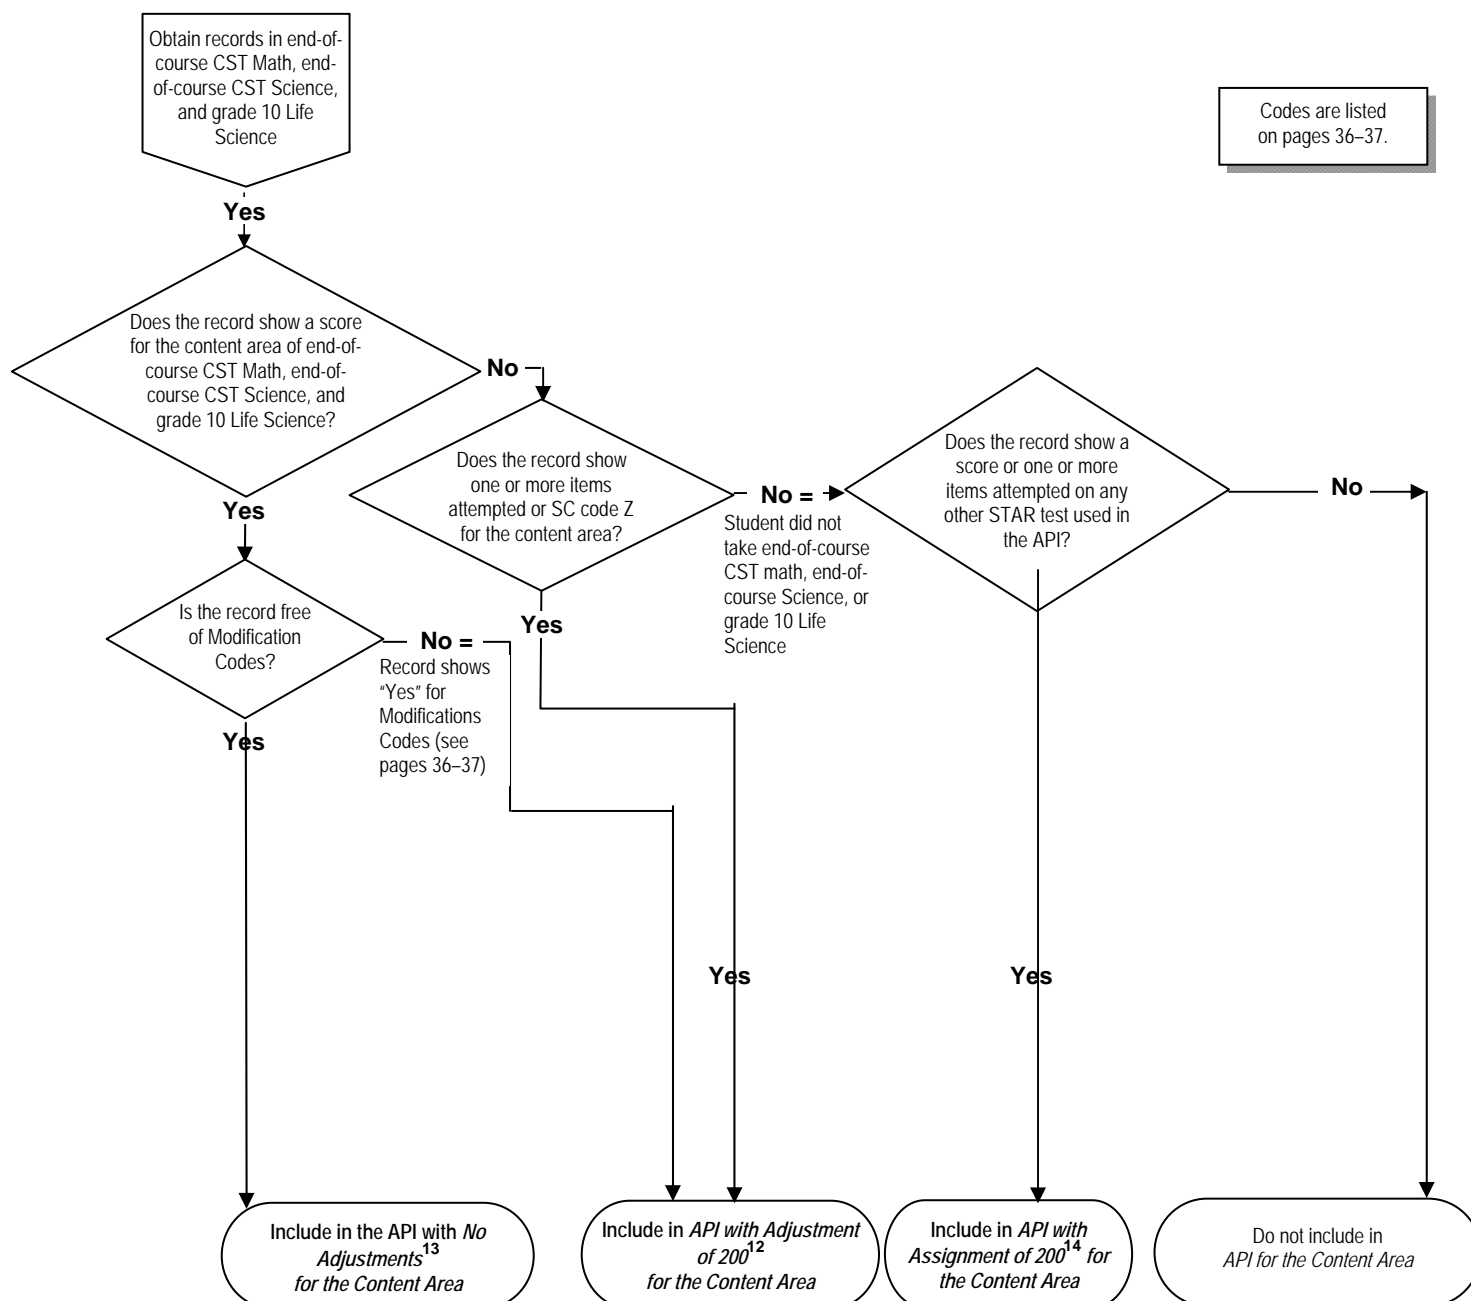 Obtain records in end-of-
course CST Math, end-
of-course CST Science,
and grade 10 Life
Science
Codes are listed
on pages 36–37.
Yes
Does the record show a score
for the content area of end-of-
course CST Math, end-of-
course CST Science, and
grade 10 Life Science?
No
Does the record show
one or more items
attempted or SC code Z
for the content area?
No =
Student did not
take end-of-course
CST math, end-of-
course Science, or
grade 10 Life
Science
Does the record show a
score or one or more
items attempted on any
other STAR test used in
the API?
No
Yes
Is the record free
of Modification
Codes?
No =
Record shows
“Yes” for
Modifications
Codes (see
pages 36–37)
Yes
Yes
Yes
Yes
Include in the API with No
Adjustments13
for the Content Area
Include in API with Adjustment
of 20012
for the Content Area
Include in API with
Assignment of 20014 for
the Content Area
Do not include in
API for the Content Area